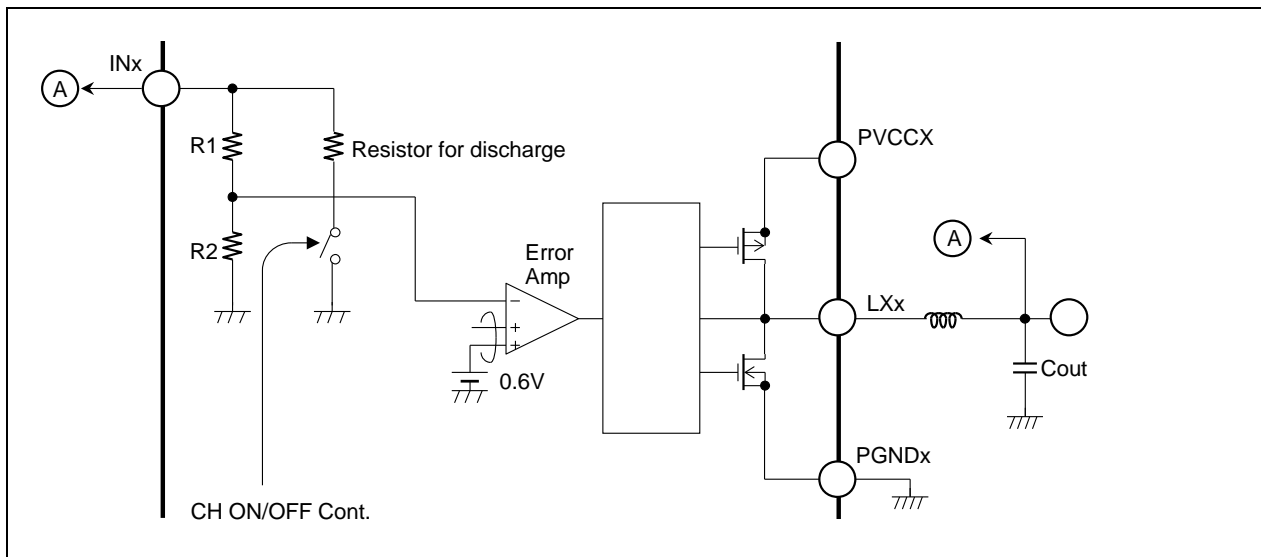 INx
A
R1
Resistor for discharge
PVCCX
R2
Error
Amp
A
LXx
−
+
+
0.6V
Cout
PGNDx
CH ON/OFF Cont.